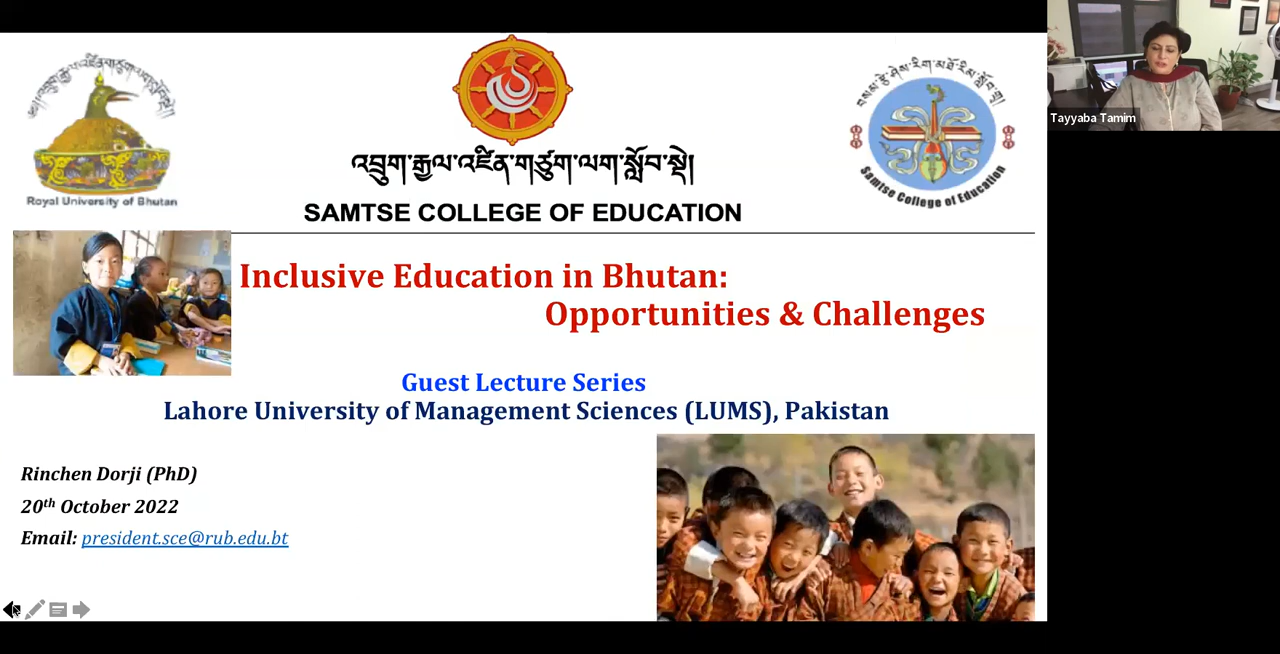 Royal University of Bhutan
འབྲུག་རྒྱལ་འཛིན་གཙུག་ལག་སློབ་སྡེ།
SAMTSE COLLEGE OF EDUCATION
བསམ་རྩེ་ཤེས་རིག་མཐོ་རིམ་སློབ་གྲྭ།
Samtse College of Education
Tayyaba Tamim
Inclusive Education in Bhutan:
Opportunities & Challenges
Guest Lecture Series
Lahore University of Management Sciences (LUMS), Pakistan
Rinchen Dorji (PhD)
20th October 2022
Email: president.sce@rub.edu.bt